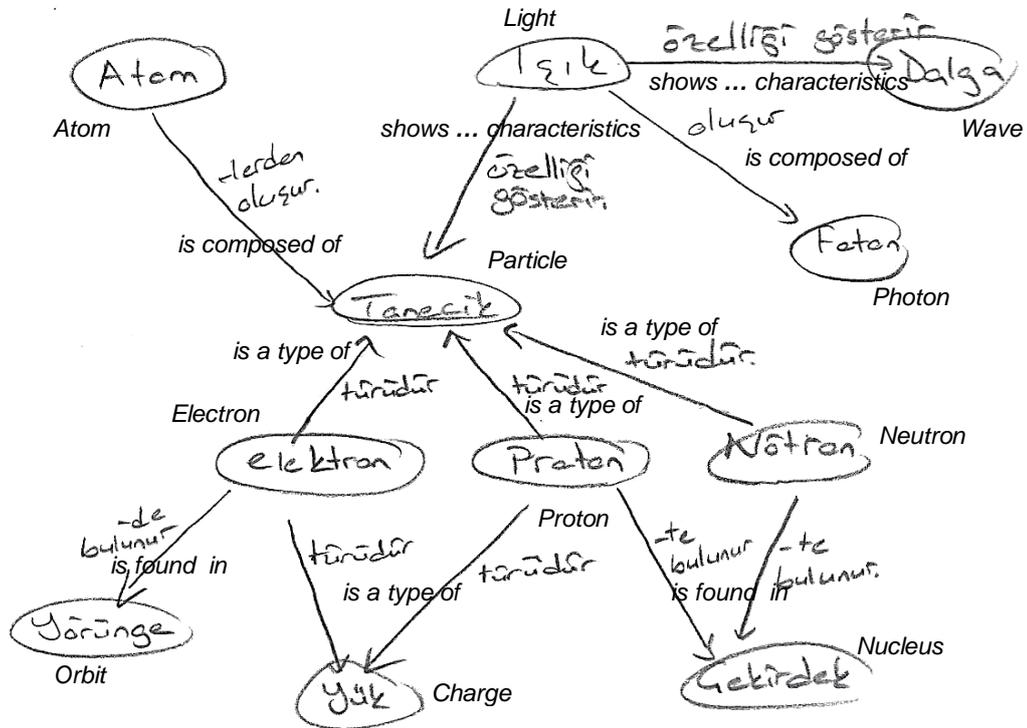 Light
özelliği gösterir
Atom
Işık
Dalga
shows ... characteristics
Atom
shows ... characteristics
oluşur
Wave
is composed of
-lerden
oluşur.
özelliği
gösterir.
is composed of
Foton
Particle
Photon
Tanecik
is a type of
is a type of
türüdür.
türüdür
türüdür
is a type of
Electron
elektron
Proton
Nötron
Neutron
-de
bulunur
is found in
Proton
türüdür
türüdür
is a type of
-te
bulunur
is found in
-te
bulunur.
Yörünge
Orbit
Nucleus
Yük
Charge
Çekirdek